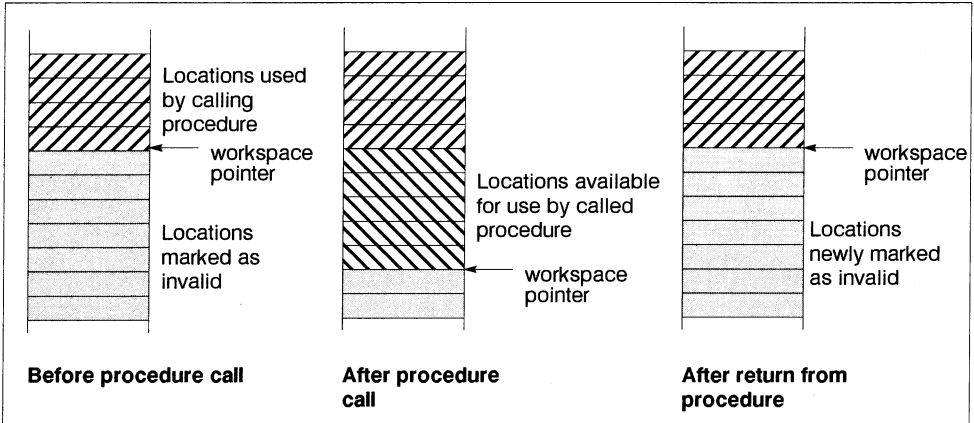 Locations used
by calling
procedure
workspace
pointer
Locations
marked as
invalid
Before procedure call
Locations available
for use by called
procedure
workspace
pointer
After procedure
call
workspace
pointer
Locations
newly marked
as invalid
After return from
procedure